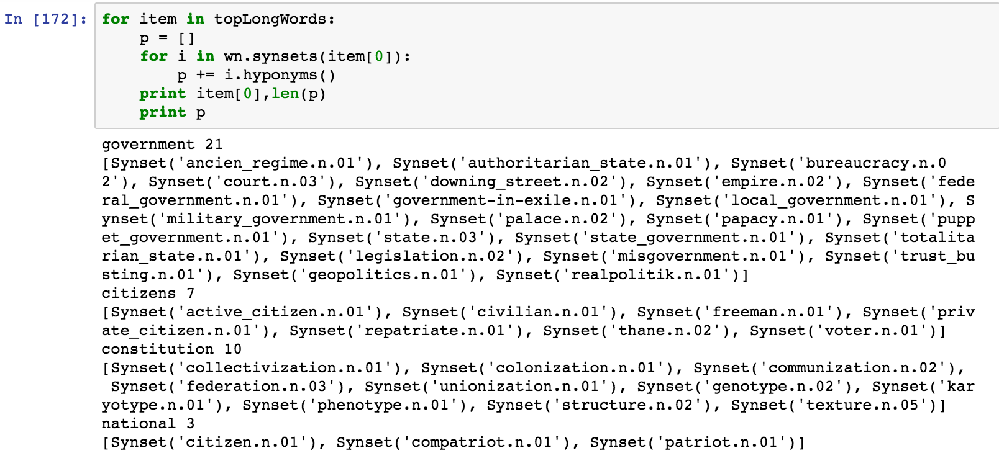 In [172]: for item in topLongWords:
    p = []
    for i in wn.synsets(item[0]):
        p += i.hyponyms()
    print item[0],len(p)
    print p
government 21
[Synset('ancien_regime.n.01'), Synset('authoritarian_state.n.01'), Synset('bureaucracy.n.0
2'), Synset('court.n.03'), Synset('downing_street.n.02'), Synset('empire.n.02'), Synset('fede
ral_government.n.01'), Synset('government-in-exile.n.01'), Synset('local_government.n.01'), S
ynset('military_government.n.01'), Synset('palace.n.02'), Synset('papacy.n.01'), Synset('pupp
et_government.n.01'), Synset('state.n.03'), Synset('state_government.n.01'), Synset('totalita
rian_state.n.01'), Synset('legislation.n.02'), Synset('misgovernment.n.01'), Synset('trust_bu
sting.n.01'), Synset('geopolitics.n.01'), Synset('realpolitik.n.01')]
citizens 7
[Synset('active_citizen.n.01'), Synset('civilian.n.01'), Synset('freeman.n.01'), Synset('priv
ate_citizen.n.01'), Synset('repatriate.n.01'), Synset('thane.n.02'), Synset('voter.n.01')]
constitution 10
[Synset('collectivization.n.01'), Synset('colonization.n.01'), Synset('communization.n.02'),
 Synset('federation.n.03'), Synset('unionization.n.01'), Synset('genotype.n.02'), Synset('kar
yotype.n.01'), Synset('phenotype.n.01'), Synset('structure.n.02'), Synset('texture.n.05')]
national 3
[Synset('citizen.n.01'), Synset('compatriot.n.01'), Synset('patriot.n.01')]